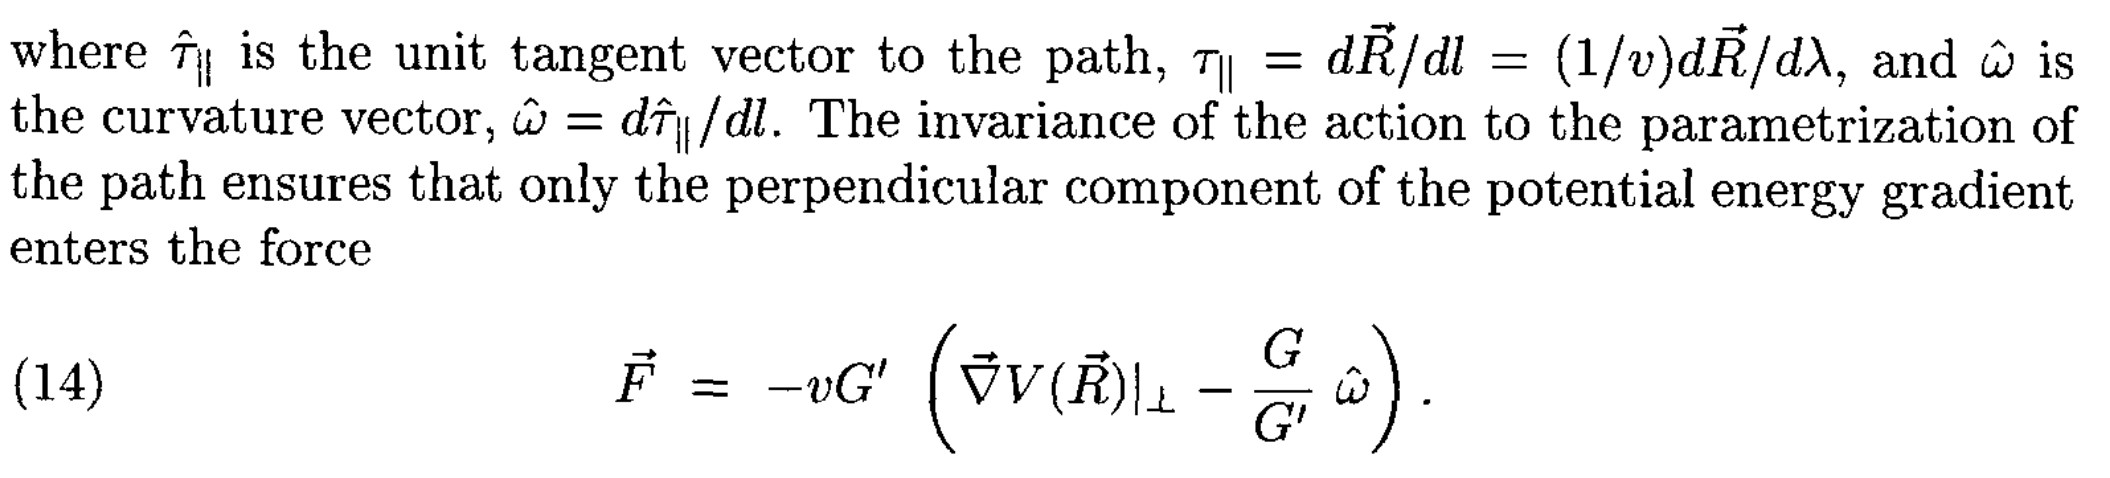 where τ̂∥ is the unit tangent vector to the path, τ∥ = dR⃗/dl = (1/v)dR⃗/dλ, and ω̂ is
the curvature vector, ω̂ = dτ̂∥/dl. The invariance of the action to the parametrization of
the path ensures that only the perpendicular component of the potential energy gradient
enters the force
(14) F⃗ = −vG′ (∇⃗V(R⃗)|⊥ − G/G′ ω̂) .